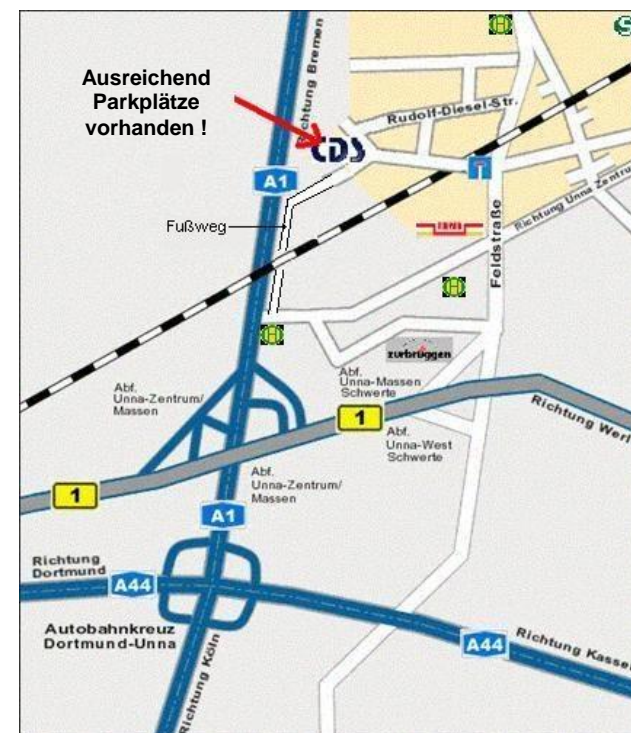 Ausreichend
Parkplätze
vorhanden !
Richtung Bremen
Rudolf-Diesel-Str.
CDS
A1
Fußweg
Richtung Unna Zentr
Feldstraße
H
H
H
S
zurbrüggen
Abf.
Unna-Zentrum/
Massen
Abf.
Unna-Massen
Schwerte
1
Richtung Werl
Abf.
Unna-West
Schwerte
Abf.
Unna-Zentrum/
Massen
1
A1
Richtung
Dortmund
A44
Autobahnkreuz
Dortmund-Unna
A44
Richtung Kasse
Richtung Köln